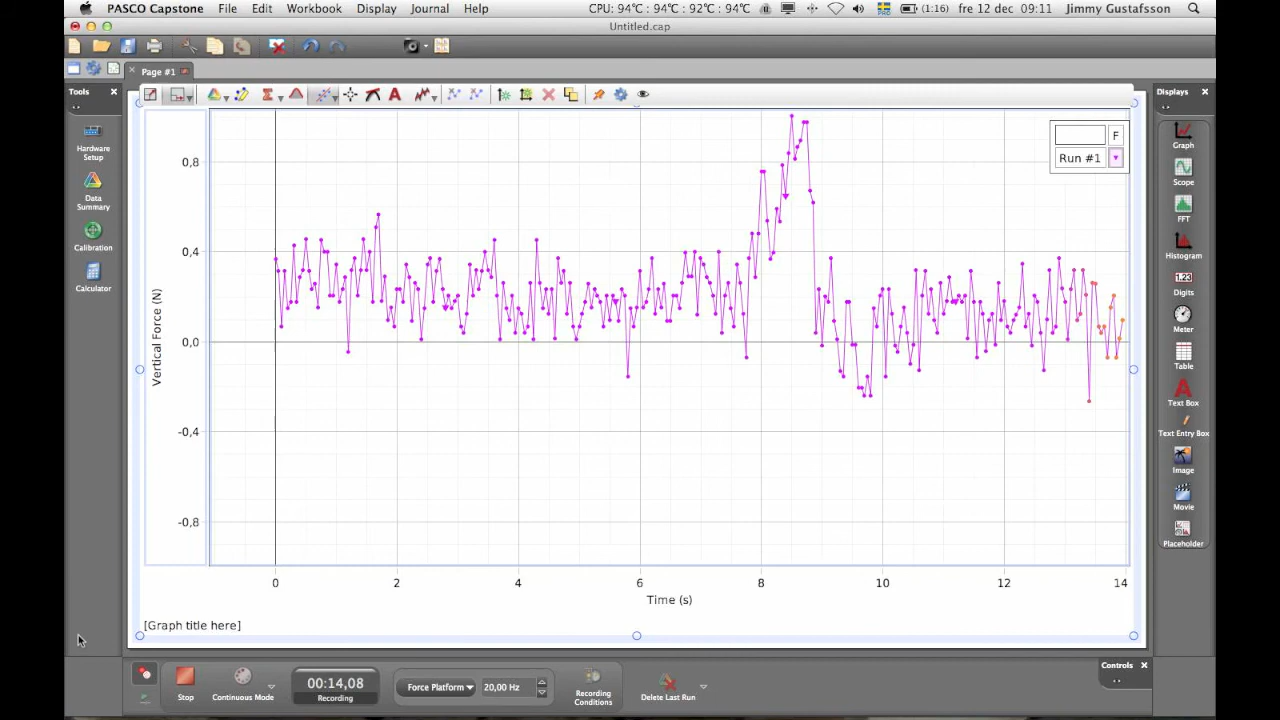 PASCO Capstone File Edit Workbook Display Journal Help CPU: 94°C : 94°C : 92°C : 94°C (1:16) fre 12 dec 09:11 Jimmy Gustafsson
Untitled.cap
Page #1
Tools
Hardware
Setup
Data
Summary
Calibration
Calculator
Displays
Graph
Scope
FFT
Histogram
1.23
Digits
Meter
Table
Text Box
Text Entry Box
Image
Movie
Placeholder
F
Run #1
Vertical Force (N)
0,8
0,4
0,0
-0,4
-0,8
0 2 4 6 8 10 12 14
Time (s)
[Graph title here]
Stop
Continuous Mode
00:14,08
Recording
Force Platform
20,00 Hz
Recording
Conditions
Delete Last Run
Controls